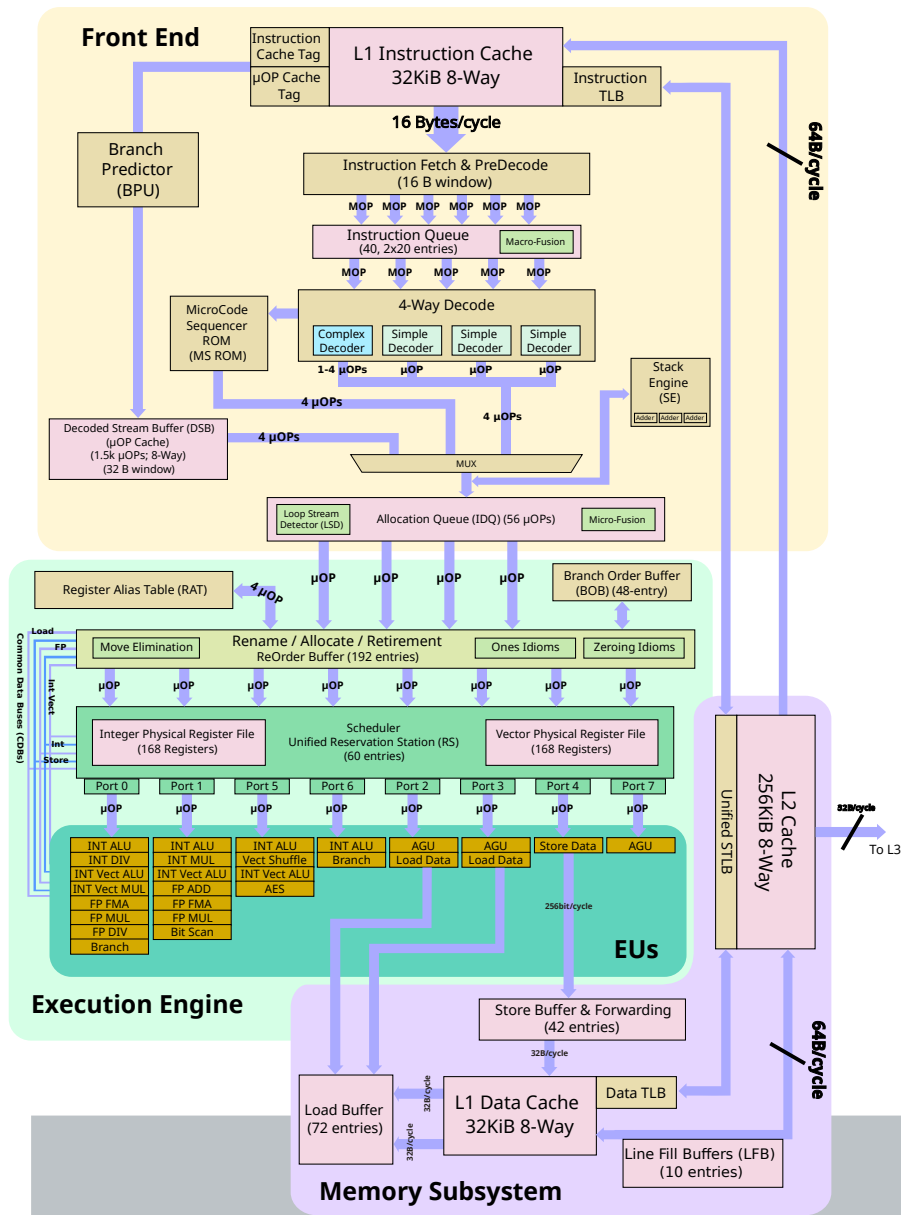 Front End
Instruction
Cache Tag
µOP Cache
Tag
L1 Instruction Cache
32KiB 8-Way
Instruction
TLB
16 Bytes/cycle
64B/cycle
Branch
Predictor
(BPU)
Instruction Fetch & PreDecode
(16 B window)
MOP MOP MOP MOP MOP MOP
Instruction Queue
(40, 2x20 entries)
Macro-Fusion
MOP MOP MOP MOP MOP
4-Way Decode
Complex
Decoder
Simple
Decoder
Simple
Decoder
Simple
Decoder
1-4 µOPs µOP µOP µOP
MicroCode
Sequencer
ROM
(MS ROM)
Stack
Engine
(SE)
Adder Adder Adder
4 µOPs
4 µOPs
4 µOPs
Decoded Stream Buffer (DSB)
(µOP Cache)
(1.5k µOPs; 8-Way)
(32 B window)
MUX
Loop Stream
Detector (LSD)
Allocation Queue (IDQ) (56 µOPs)
Micro-Fusion
µOP µOP µOP µOP
Register Alias Table (RAT)
4 µOP
Branch Order Buffer
(BOB) (48-entry)
Move Elimination
Rename / Allocate / Retirement
ReOrder Buffer (192 entries)
Ones Idioms
Zeroing Idioms
Load
FP
Int Vect
Int
Store
Common Data Buses (CDBs)
µOP µOP µOP µOP µOP µOP µOP µOP
Integer Physical Register File
(168 Registers)
Scheduler
Unified Reservation Station (RS)
(60 entries)
Vector Physical Register File
(168 Registers)
Port 0 Port 1 Port 5 Port 6 Port 2 Port 3 Port 4 Port 7
µOP µOP µOP µOP µOP µOP µOP µOP
INT ALU
INT DIV
INT Vect ALU
INT Vect MUL
FP FMA
FP MUL
FP DIV
Branch
INT ALU
INT MUL
INT Vect ALU
FP ADD
FP FMA
FP MUL
Bit Scan
INT ALU
Vect Shuffle
INT Vect ALU
AES
INT ALU
Branch
AGU
Load Data
AGU
Load Data
Store Data
AGU
256bit/cycle
EUs
Execution Engine
Unified STLB
L2 Cache
256KiB 8-Way
32B/cycle
To L3
64B/cycle
Store Buffer & Forwarding
(42 entries)
32B/cycle
Load Buffer
(72 entries)
32B/cycle
32B/cycle
L1 Data Cache
32KiB 8-Way
Data TLB
Line Fill Buffers (LFB)
(10 entries)
Memory Subsystem